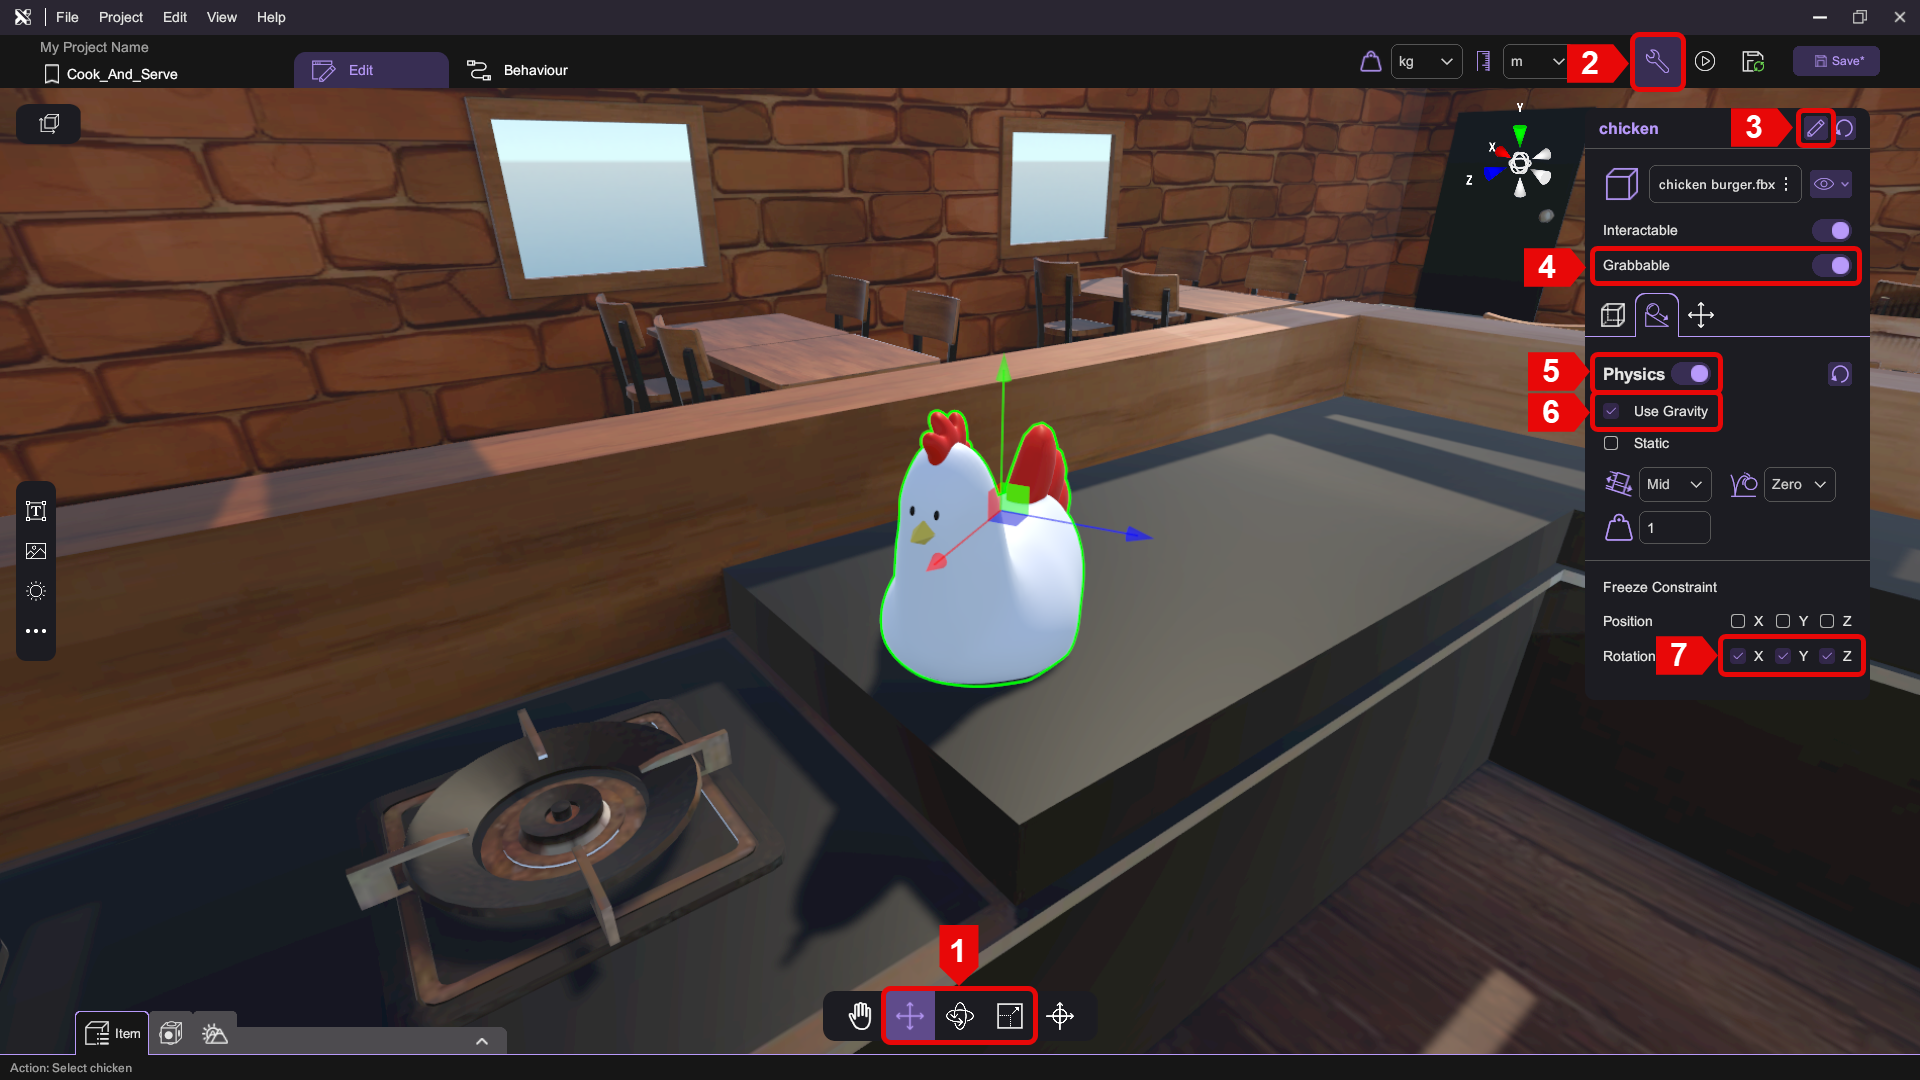 File Project Edit View Help
My Project Name
Cook_And_Serve
Edit
Behaviour
kg
m
2
Save*
Y
X
Z
chicken
3
chicken burger.fbx
Interactable
4
Grabbable
5
Physics
6
Use Gravity
Static
Mid
Zero
1
Freeze Constraint
Position X Y Z
Rotation 7 X Y Z
T
1
Item
Action: Select chicken